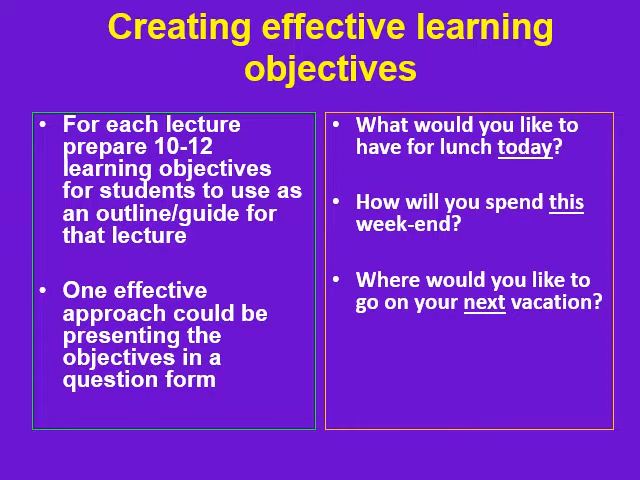 Creating effective learning
objectives
• For each lecture
prepare 10-12
learning objectives
for students to use as
an outline/guide for
that lecture
• One effective
approach could be
presenting the
objectives in a
question form
• What would you like to
have for lunch today?
• How will you spend this
week-end?
• Where would you like to
go on your next vacation?